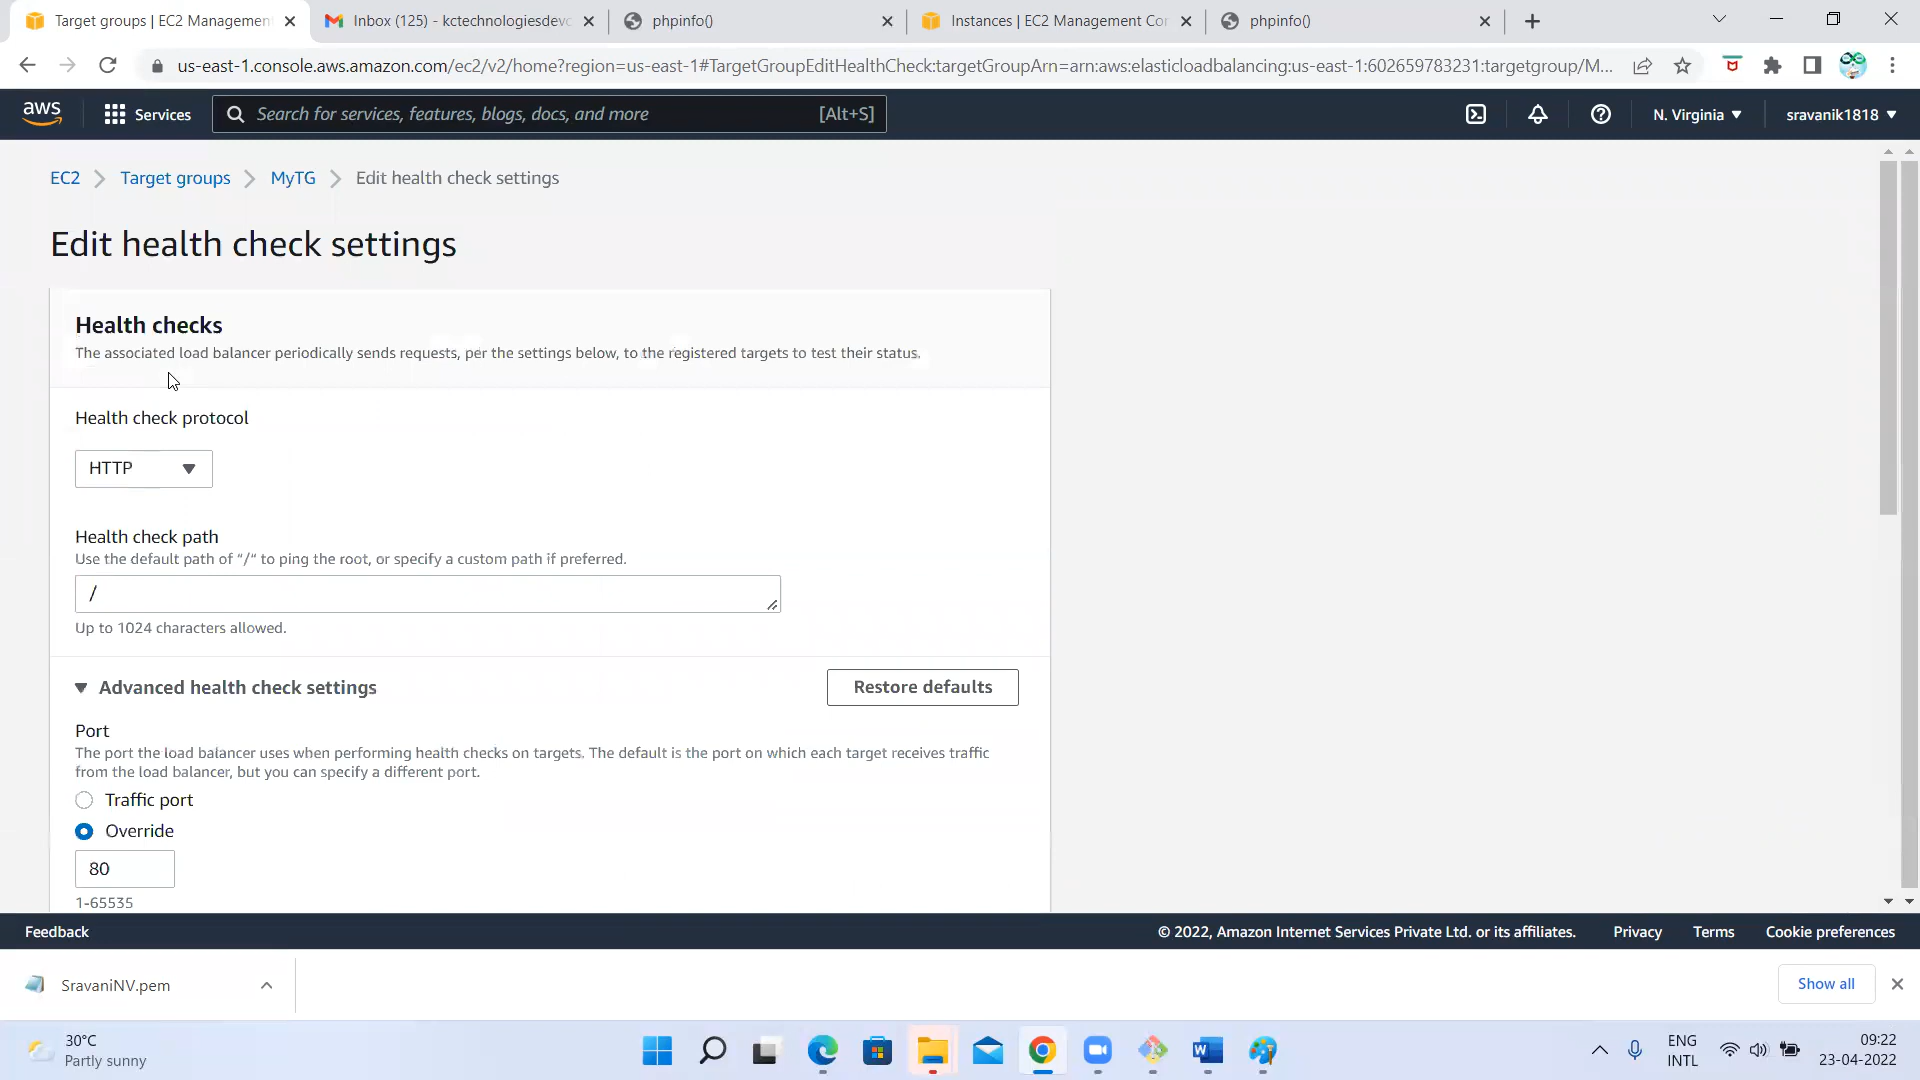 Target groups | EC2 Managemen
Inbox (125) - kctechnologiesdevo
phpinfo()
Instances | EC2 Management Con
phpinfo()
us-east-1.console.aws.amazon.com/ec2/v2/home?region=us-east-1#TargetGroupEditHealthCheck:targetGroupArn=arn:aws:elasticloadbalancing:us-east-1:602659783231:targetgroup/M...
aws
Services
Search for services, features, blogs, docs, and more
[Alt+S]
N. Virginia
sravanik1818
EC2
Target groups
MyTG
Edit health check settings
Edit health check settings
Health checks
The associated load balancer periodically sends requests, per the settings below, to the registered targets to test their status.
Health check protocol
HTTP
Health check path
Use the default path of "/" to ping the root, or specify a custom path if preferred.
/
Up to 1024 characters allowed.
Advanced health check settings
Restore defaults
Port
The port the load balancer uses when performing health checks on targets. The default is the port on which each target receives traffic
from the load balancer, but you can specify a different port.
Traffic port
Override
80
1-65535
Feedback
© 2022, Amazon Internet Services Private Ltd. or its affiliates.
Privacy
Terms
Cookie preferences
SravaniNV.pem
Show all
30°C
Partly sunny
ENG
INTL
09:22
23-04-2022